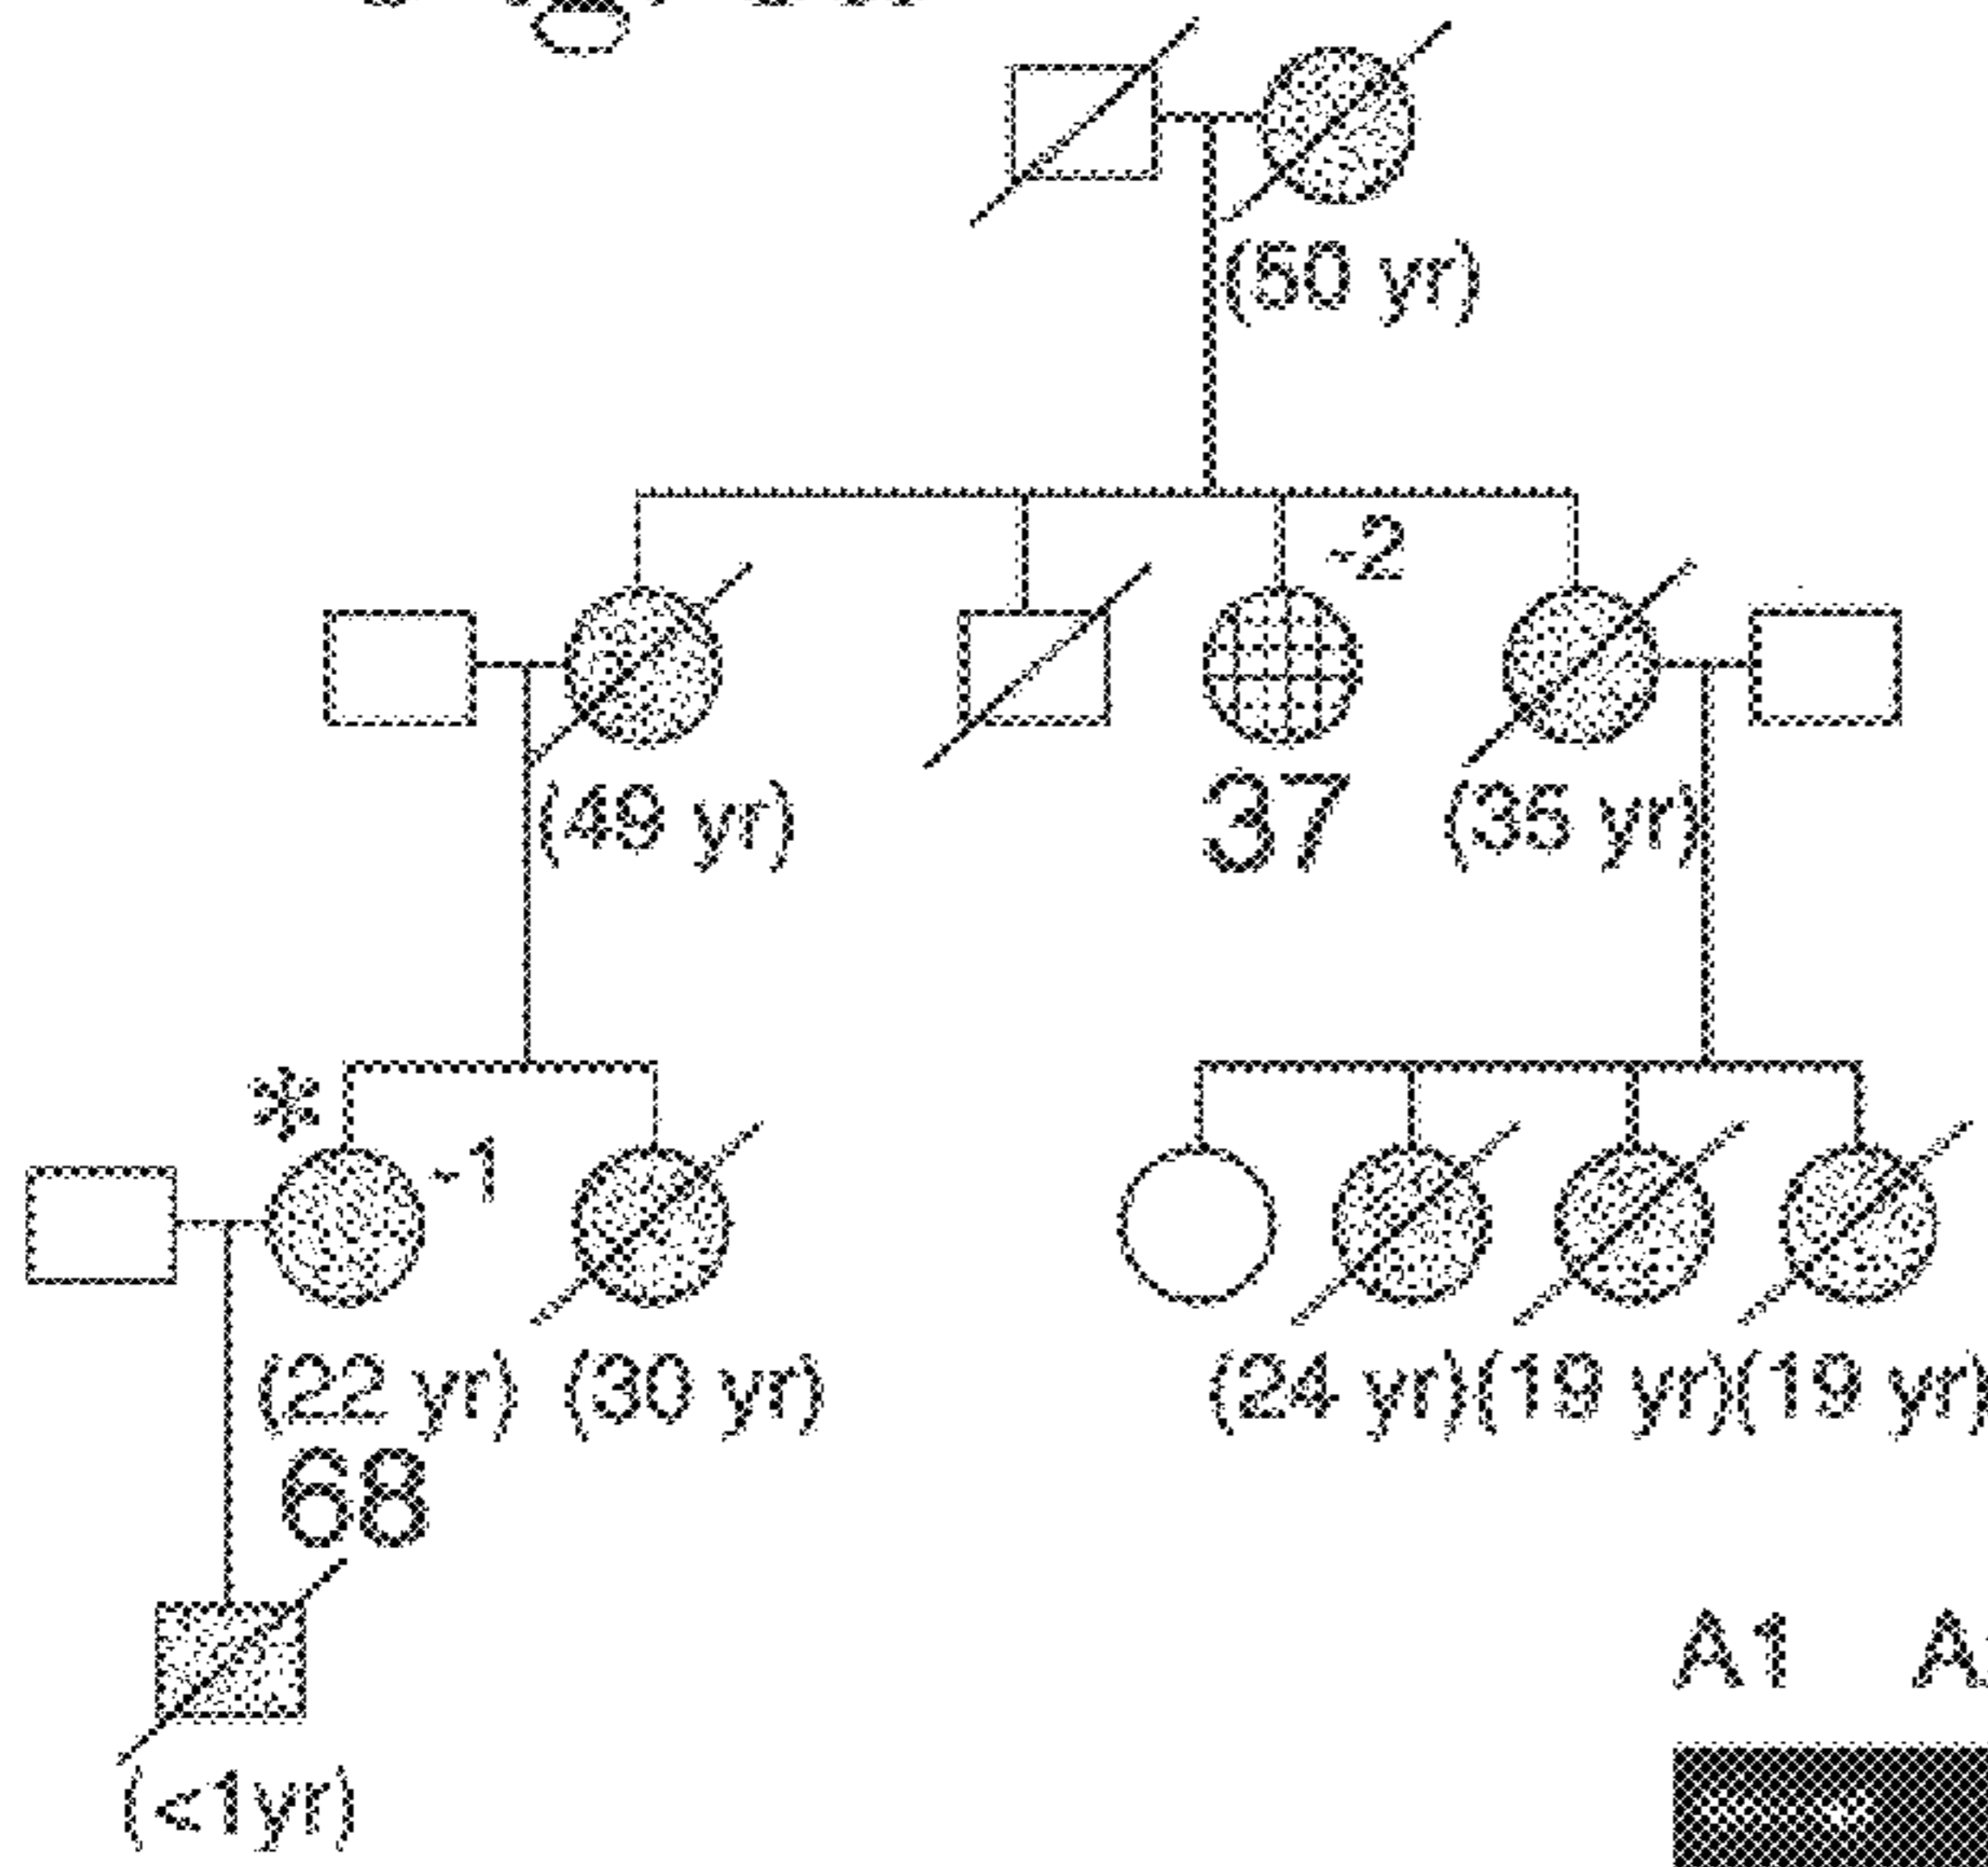 (50 yr)
-2
(49 yr) 37 (35 yr)
* -1
(22 yr) (30 yr) (24 yr)(19 yr)(19 yr)
68
A1
(<1yr)